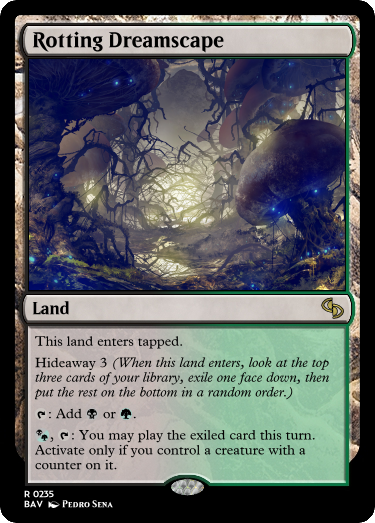 Rotting Dreamscape
Land
This land enters tapped.
Hideaway 3 (When this land enters, look at the top
three cards of your library, exile one face down, then
put the rest on the bottom in a random order.)
: Add or .
, : You may play the exiled card this turn.
Activate only if you control a creature with a
counter on it.
R 0235
BAV Pedro Sena